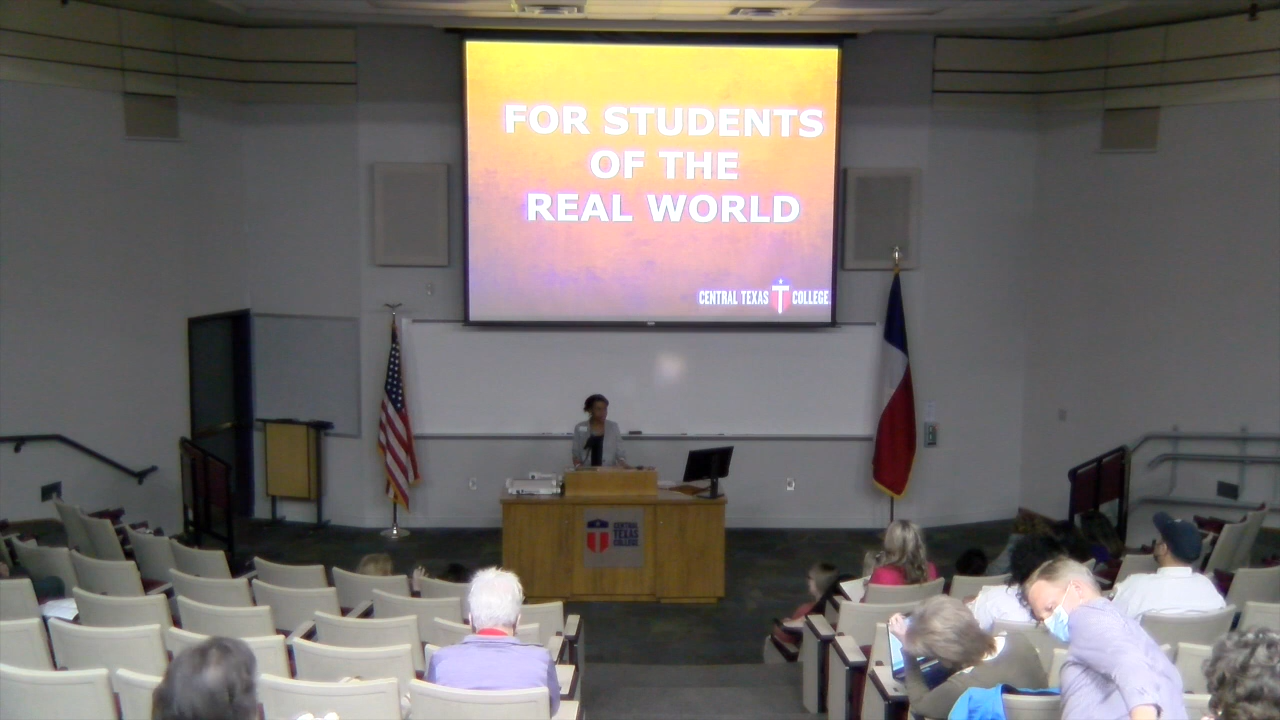 FOR STUDENTS
OF THE
REAL WORLD
CENTRAL TEXAS COLLEGE
CENTRAL
TEXAS
COLLEGE